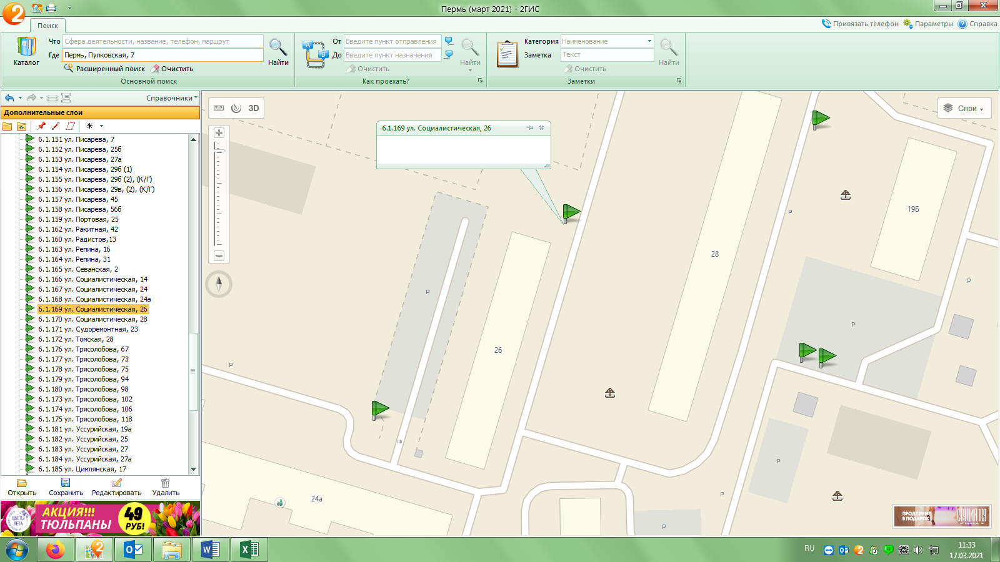 Пермь (март 2021) - 2ГИС
Поиск
Привязать телефон
Параметры
Справка
Каталог
Что
Сфера деятельности, название, телефон, маршрут
Где
Пермь, Пулковская, 7
Расширенный поиск
Очистить
Найти
Основной поиск
От
Введите пункт отправления
До
Введите пункт назначения
Очистить
Найти
Как проехать?
Категория
Наименование
Заметка
Текст
Очистить
Найти
Заметки
Справочники
Дополнительные слои
6.1.151 ул. Писарева, 7
6.1.152 ул. Писарева, 25б
6.1.153 ул. Писарева, 27а
6.1.154 ул. Писарева, 29б (1)
6.1.155 ул. Писарева, 29б (2), (К/Г)
6.1.156 ул. Писарева, 29в, (2), (К/Г)
6.1.157 ул. Писарева, 45
6.1.158 ул. Писарева, 56б
6.1.159 ул. Портовая, 25
6.1.162 ул. Ракитная, 42
6.1.160 ул. Радистов,13
6.1.163 ул. Репина, 16
6.1.164 ул. Репина, 31
6.1.165 ул. Севанская, 2
6.1.166 ул. Социалистическая, 14
6.1.167 ул. Социалистическая, 24
6.1.168 ул. Социалистическая, 24а
6.1.169 ул. Социалистическая, 26
6.1.170 ул. Социалистическая, 28
6.1.171 ул. Судоремонтная, 23
6.1.172 ул. Томская, 28
6.1.176 ул. Трясолобова, 67
6.1.177 ул. Трясолобова, 73
6.1.178 ул. Трясолобова, 75
6.1.179 ул. Трясолобова, 94
6.1.180 ул. Трясолобова, 98
6.1.173 ул. Трясолобова, 102
6.1.174 ул. Трясолобова, 106
6.1.175 ул. Трясолобова, 118
6.1.181 ул. Уссурийская, 19а
6.1.182 ул. Уссурийская, 25
6.1.183 ул. Уссурийская, 27
6.1.184 ул. Уссурийская, 27а
6.1.185 ул. Цимлянская, 17
Открыть
Сохранить
Редактировать
Удалить
ЦВЕТЫ
ЛЕТА
АКЦИЯ!!!
ТЮЛЬПАНЫ
49
РУБ!
3D
Слои
6.1.169 ул. Социалистическая, 26
19Б
28
26
24а
P
P
P
P
P
P
P
P
ПРОДЛЕНИЕ
В ПОДАРОК
СТУДИЯ 109
RU
11:33
17.03.2021